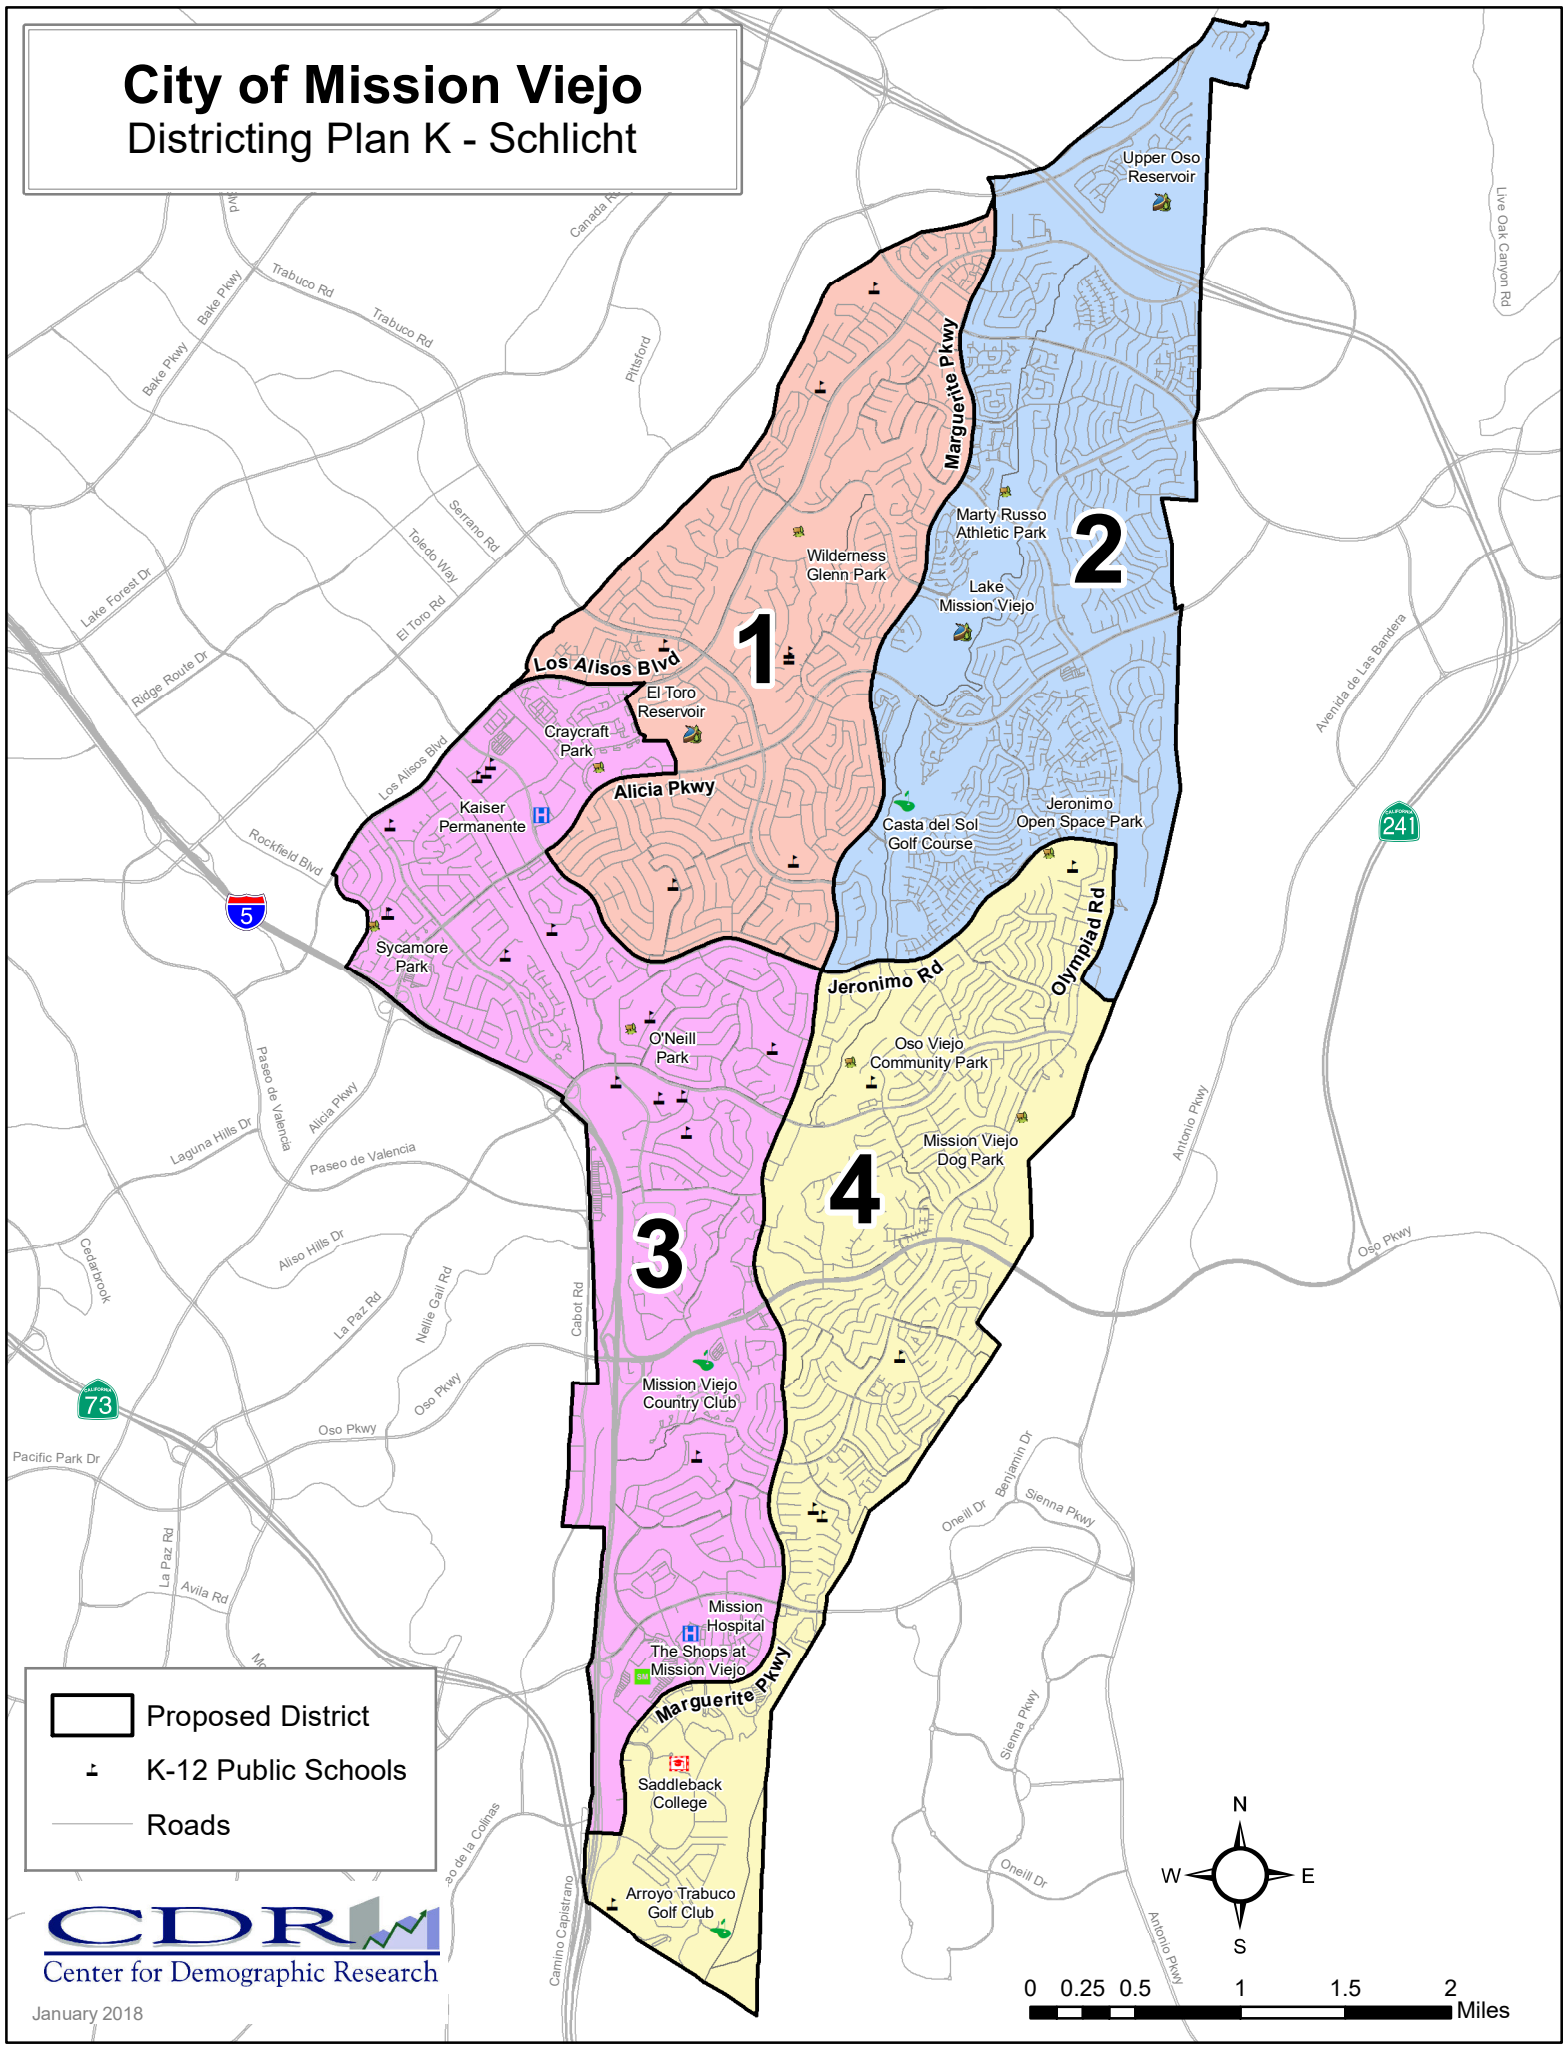 City of Mission Viejo
Districting Plan K - Schlicht
Blvd
Canada Rd
Trabuco Rd
Bake Pkwy
Trabuco Rd
Bake Pkwy
Pittsford
Live Oak Canyon Rd
Upper Oso
Reservoir
Marguerite Pkwy
Serrano Rd
Toledo Way
Lake Forest Dr
El Toro Rd
Ridge Route Dr
Marty Russo
Athletic Park
2
Wilderness
Glenn Park
Lake
Mission Viejo
1
Los Alisos Blvd
El Toro
Reservoir
Craycraft
Park
Avenida de Las Bandera
Los Alisos Blvd
Alicia Pkwy
Kaiser
Permanente
H
Casta del Sol
Golf Course
Jeronimo
Open Space Park
CALIFORNIA
241
Rockfield Blvd
5
Sycamore
Park
Olympiad Rd
Jeronimo Rd
O'Neill
Park
Oso Viejo
Community Park
Paseo de Valencia
Alicia Pkwy
Laguna Hills Dr
Paseo de Valencia
Mission Viejo
Dog Park
Antonio Pkwy
4
3
Aliso Hills Dr
Cedarbrook
La Paz Rd
Nellie Gail Rd
Cabot Rd
Oso Pkwy
CALIFORNIA
73
Mission Viejo
Country Club
Oso Pkwy
Oso Pkwy
Pacific Park Dr
Benjamin Dr
Oneill Dr
Sienna Pkwy
La Paz Rd
Avila Rd
Mission
Hospital
H
The Shops at
Mission Viejo
Marguerite Pkwy
Sienna Pkwy
Saddleback
College
Oneill Dr
Arroyo Trabuco
Golf Club
Camino Capistrano
Antonio Pkwy
eo de la Colinas
Proposed District
K-12 Public Schools
Roads
CDR
Center for Demographic Research
January 2018
N
W
E
S
0 0.25 0.5 1 1.5 2
Miles